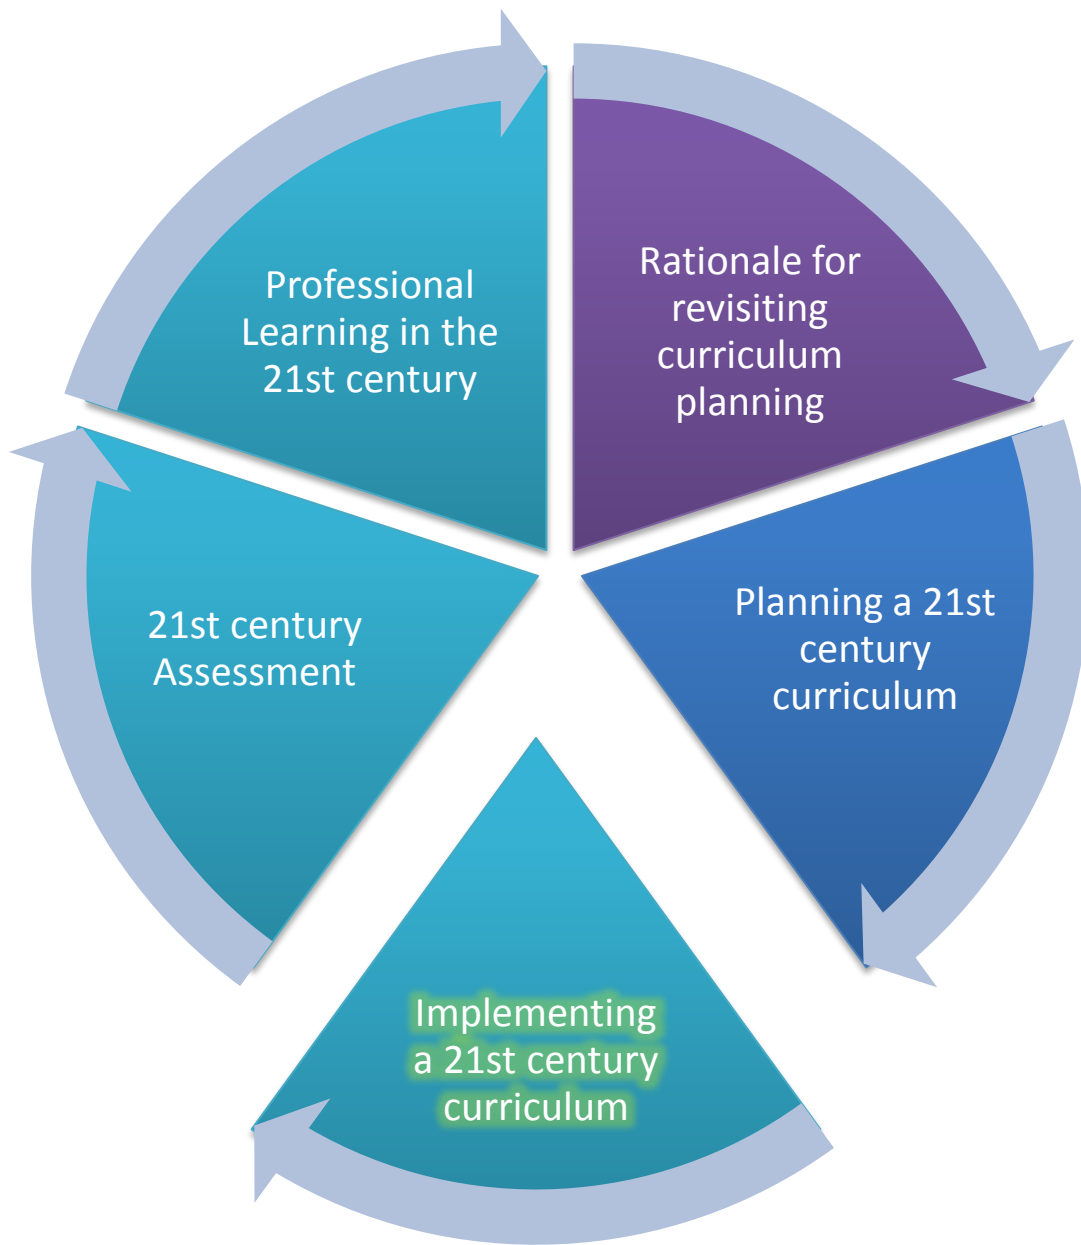 Professional
Learning in the
21st century
Rationale for
revisiting
curriculum
planning
Planning a 21st
century
curriculum
Implementing
a 21st century
curriculum
21st century
Assessment